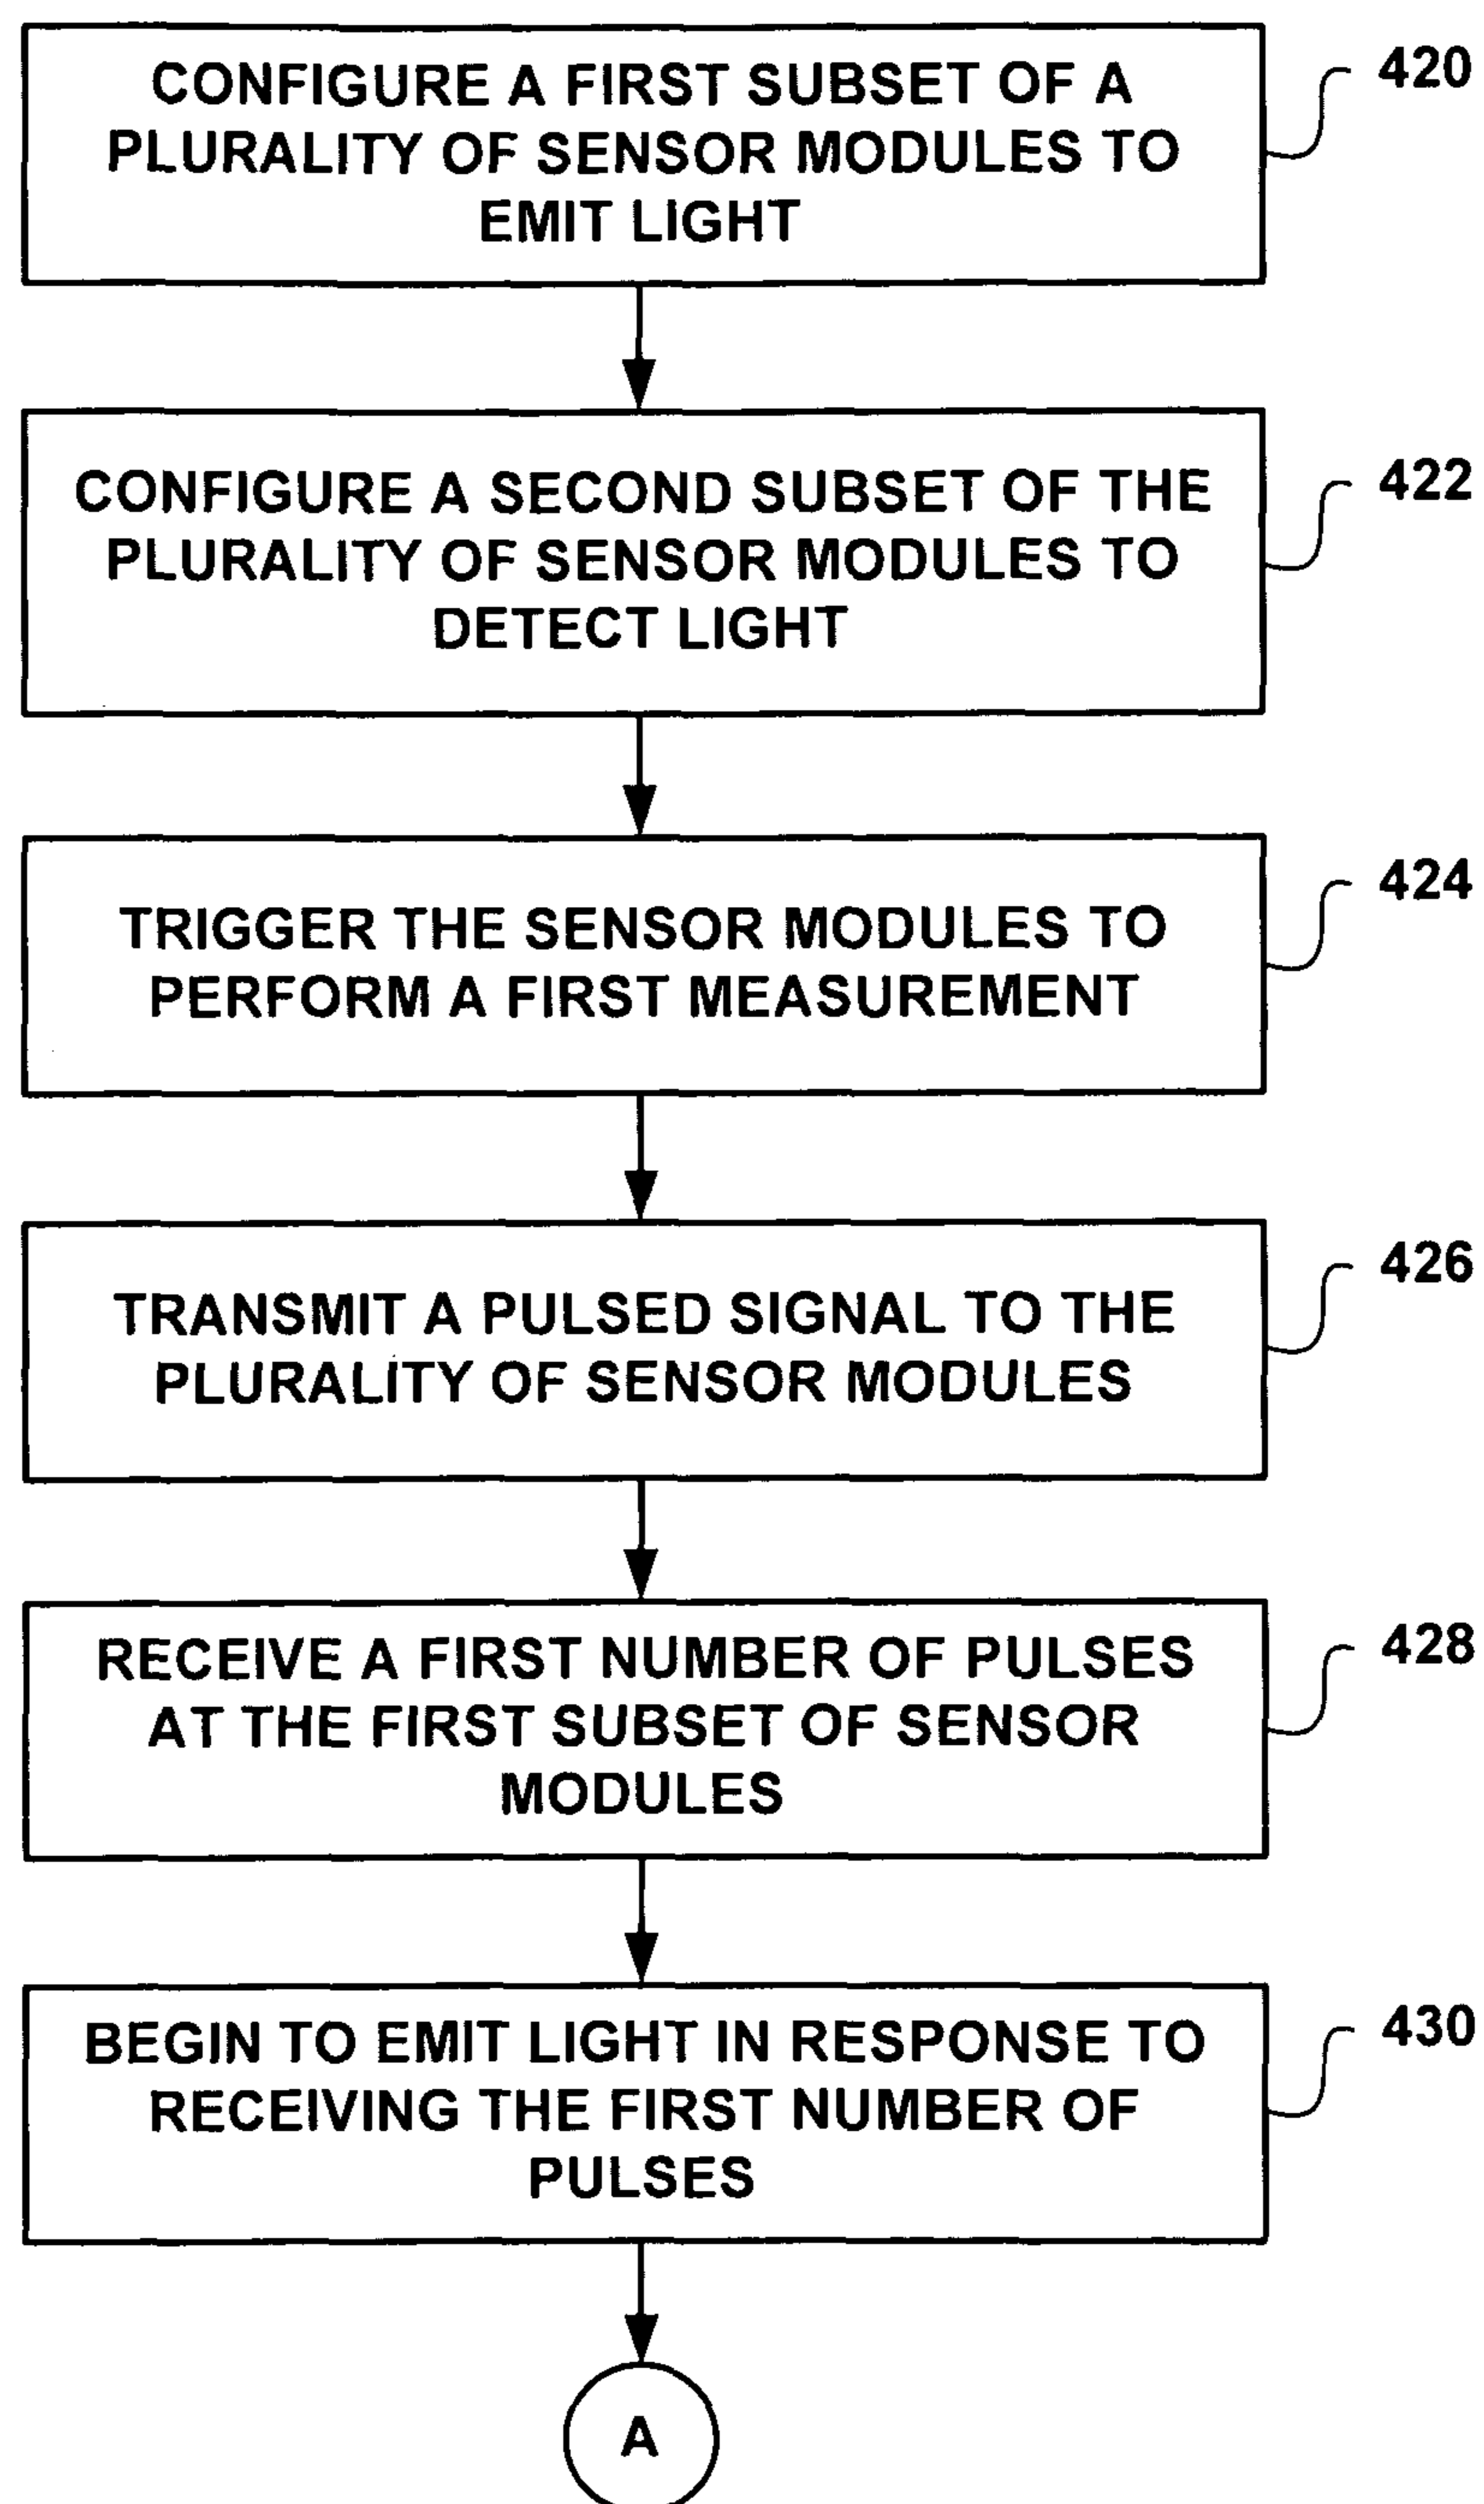 CONFIGURE A FIRST SUBSET OF A
PLURALITY OF SENSOR MODULES TO
EMIT LIGHT
420
CONFIGURE A SECOND SUBSET OF THE
PLURALITY OF SENSOR MODULES TO
DETECT LIGHT
422
TRIGGER THE SENSOR MODULES TO
PERFORM A FIRST MEASUREMENT
424
TRANSMIT A PULSED SIGNAL TO THE
PLURALITY OF SENSOR MODULES
426
RECEIVE A FIRST NUMBER OF PULSES
AT THE FIRST SUBSET OF SENSOR
MODULES
428
BEGIN TO EMIT LIGHT IN RESPONSE TO
RECEIVING THE FIRST NUMBER OF
PULSES
430
A